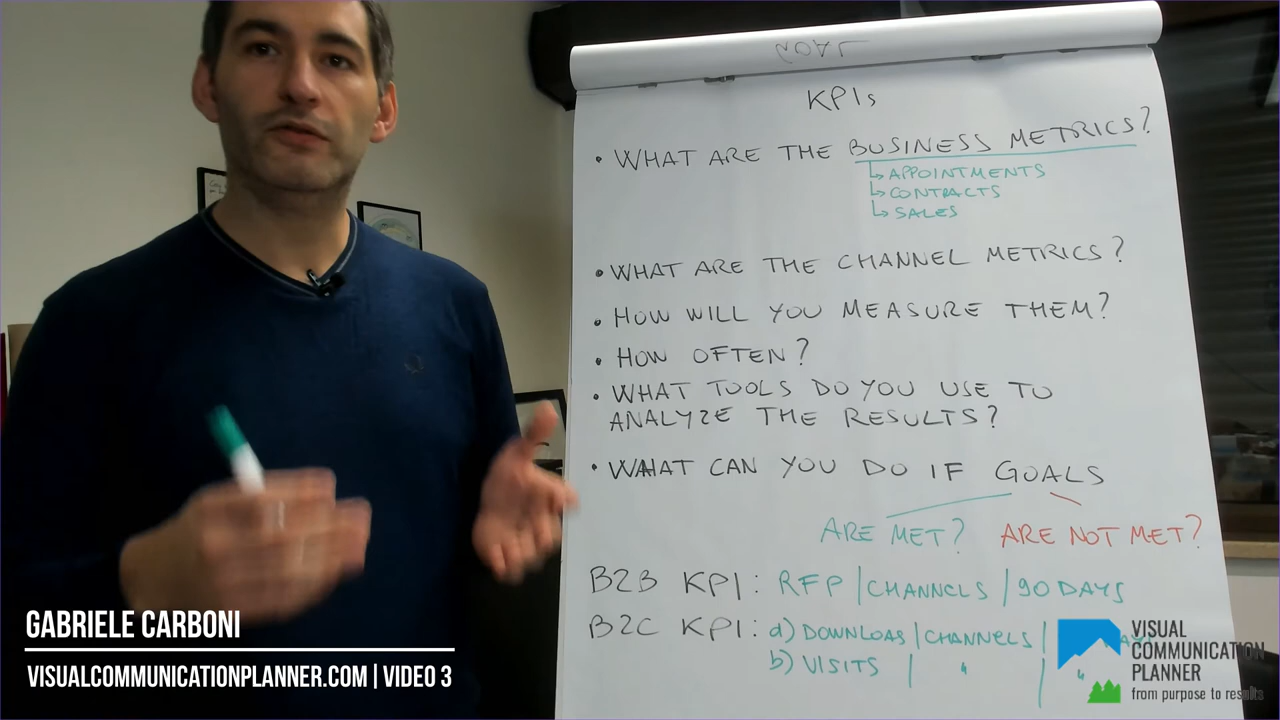 GOAL
KPIs
• WHAT ARE THE BUSINESS METRICS?
↳ APPOINTMENTS
↳ CONTRACTS
↳ SALES
• WHAT ARE THE CHANNEL METRICS?
• HOW WILL YOU MEASURE THEM?
• HOW OFTEN?
• WHAT TOOLS DO YOU USE TO
ANALYZE THE RESULTS?
• WHAT CAN YOU DO IF GOALS
ARE MET? ARE NOT MET?
B2B KPI: RFP | CHANNELS | 90 DAYS
B2C KPI: a) DOWNLOAS | CHANNELS |
b) VISITS | " | "
GABRIELE CARBONI
VISUALCOMMUNICATIONPLANNER.COM | VIDEO 3
VISUAL
COMMUNICATION
PLANNER
from purpose to results